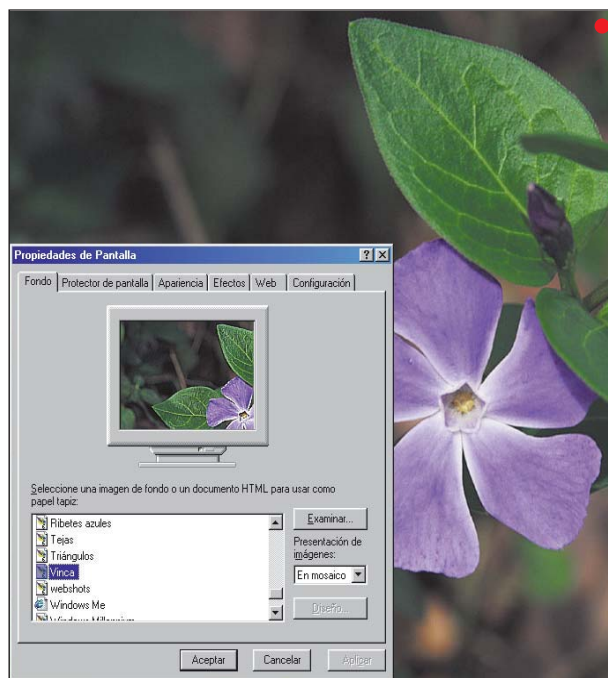 Propiedades de Pantalla
Fondo Protector de pantalla Apariencia Efectos Web Configuración
Seleccione una imagen de fondo o un documento HTML para usar como
papel tapiz:
Ribetes azules
Tejas
Triángulos
Vinca
webshots
Windows Me
Windows Millennium
Examinar...
Presentación de
imágenes:
En mosaico
Diseño...
Aceptar Cancelar Aplicar